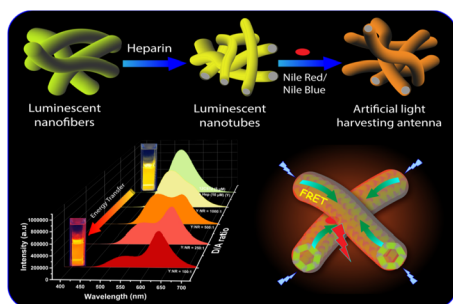 Heparin
Nile Red/
Nile Blue
Luminescent
nanofibers
Luminescent
nanotubes
Artificial light
harvesting antenna
Energy Transfer
D/A ratio
Intensity (a.u)
1000000
800000
600000
400000
200000
0
400 450 500 550 600 650 700
Wavelength (nm)
FRET